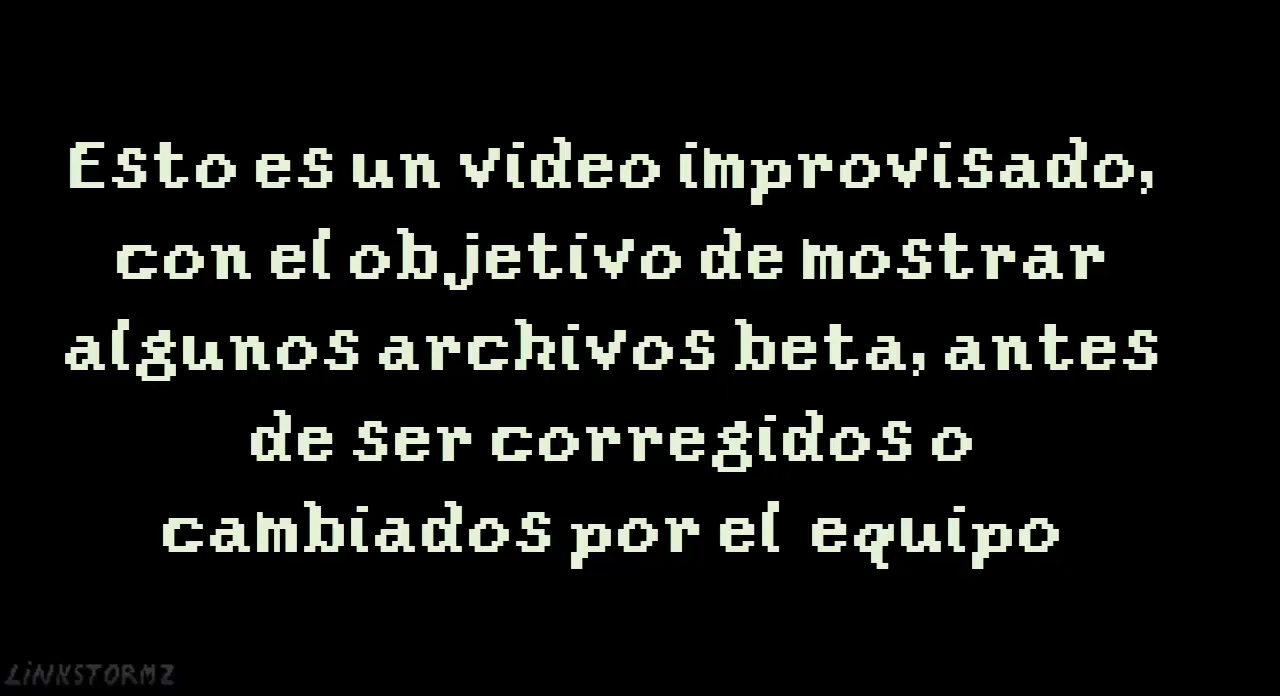 Esto es un video improvisado,
con el objetivo de mostrar
algunos archivos beta, antes
de ser corregidos o
cambiados por el equipo
LINKSTORMZ